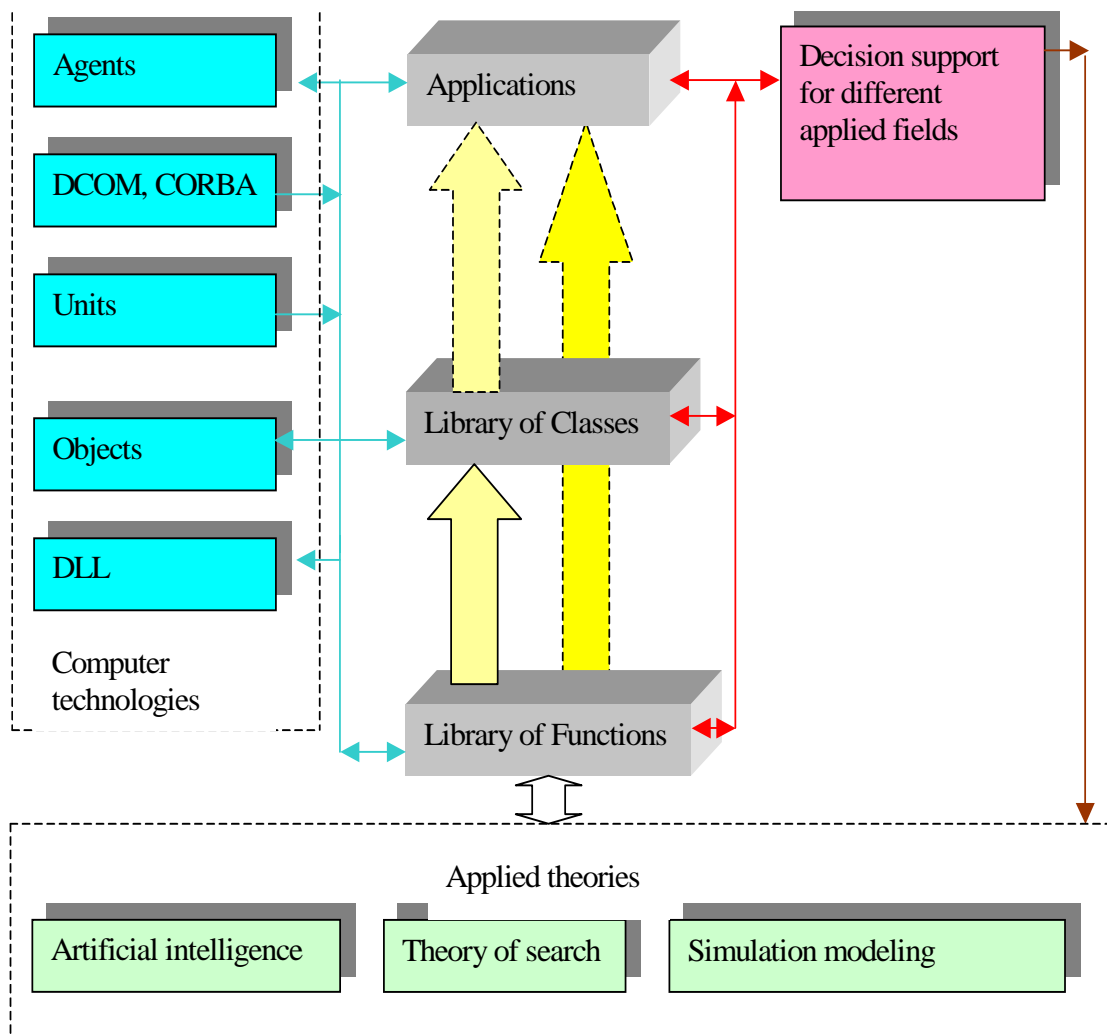 Agents
Applications
Decision support
for different
applied fields
DCOM, CORBA
Units
Library of Classes
Objects
DLL
Computer
technologies
Library of Functions
Applied theories
Artificial intelligence
Theory of search
Simulation modeling